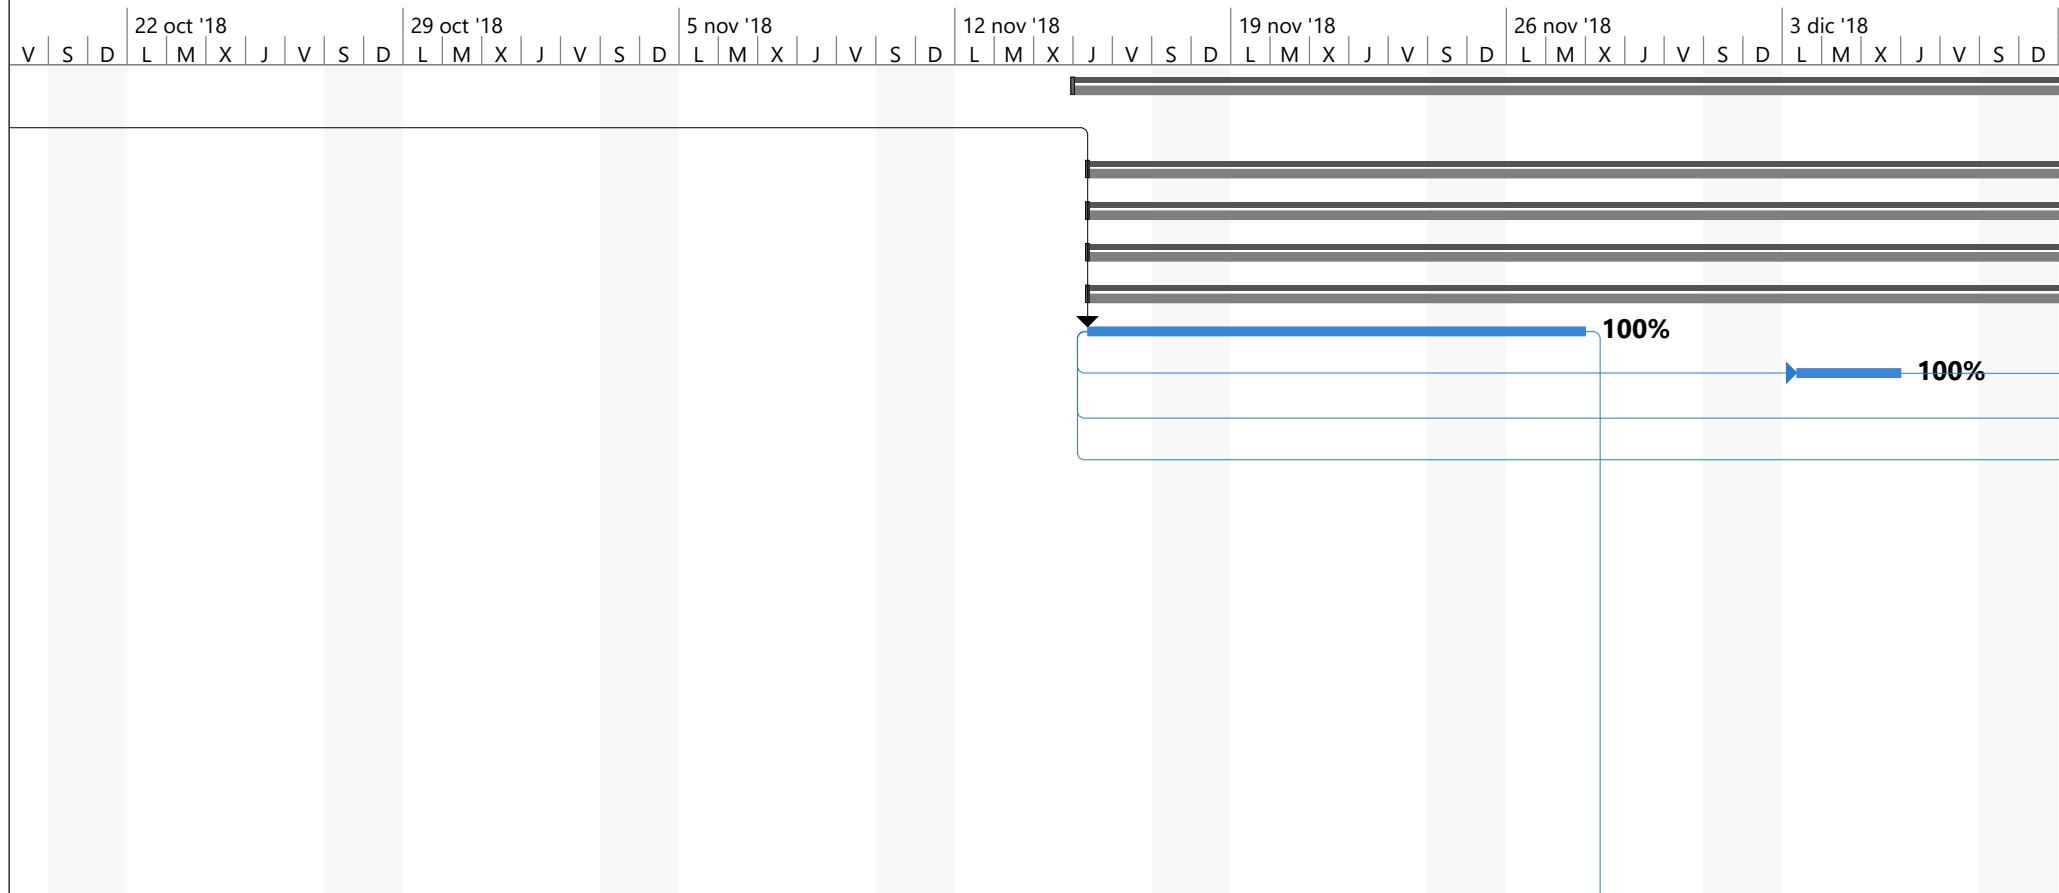 22 oct '18 29 oct '18 5 nov '18 12 nov '18 19 nov '18 26 nov '18 3 dic '18
V S D L M X J V S D L M X J V S D L M X J V S D L M X J V S D L M X J V S D L M X J V S D L M X J V S D
100%
100%